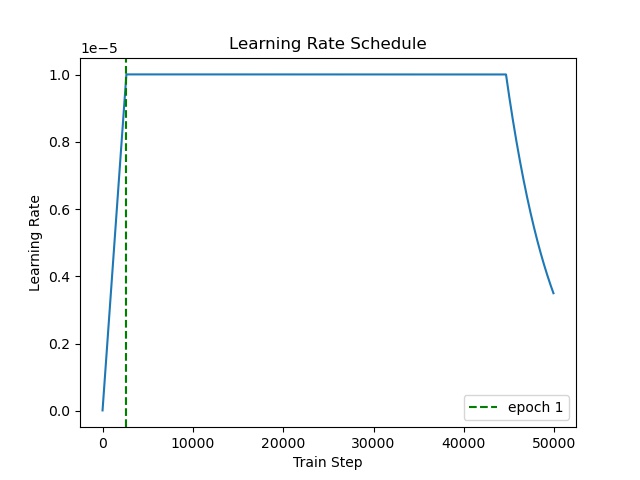 Learning Rate Schedule
1e−5
1.0
0.8
0.6
0.4
0.2
0.0
Learning Rate
epoch 1
0 10000 20000 30000 40000 50000
Train Step